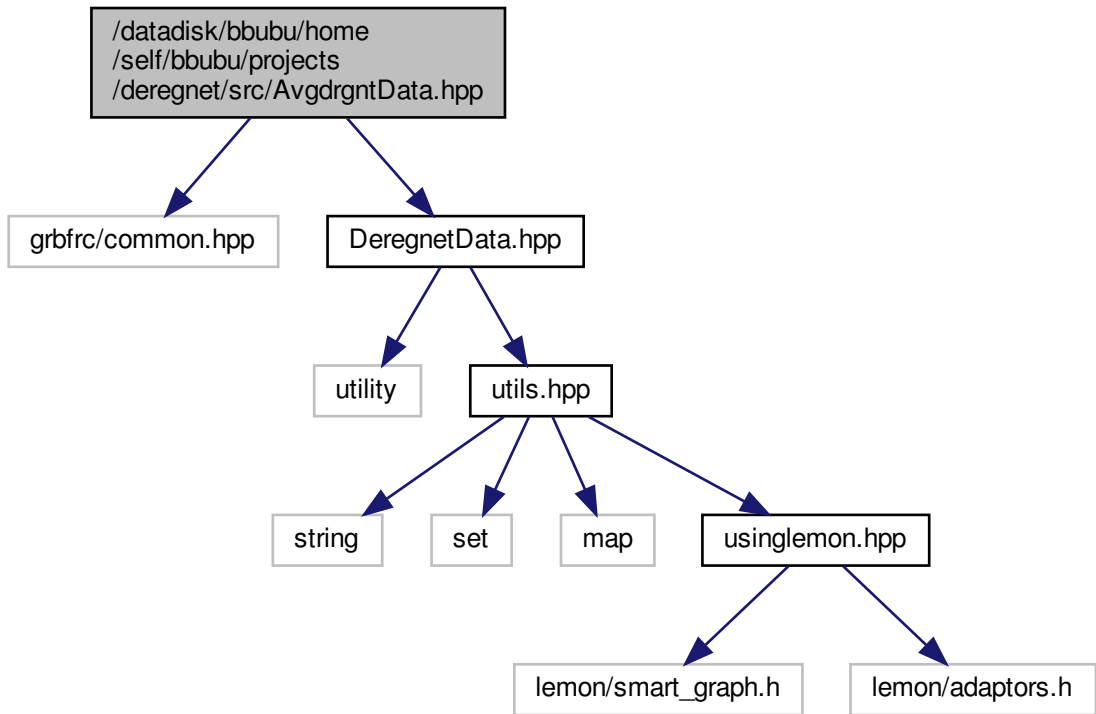 /datadisk/bbubu/home
/self/bbubu/projects
/deregnet/src/AvgdrgntData.hpp
grbfrc/common.hpp
DeregnetData.hpp
utility
utils.hpp
string
set
map
usinglemon.hpp
lemon/smart_graph.h
lemon/adaptors.h